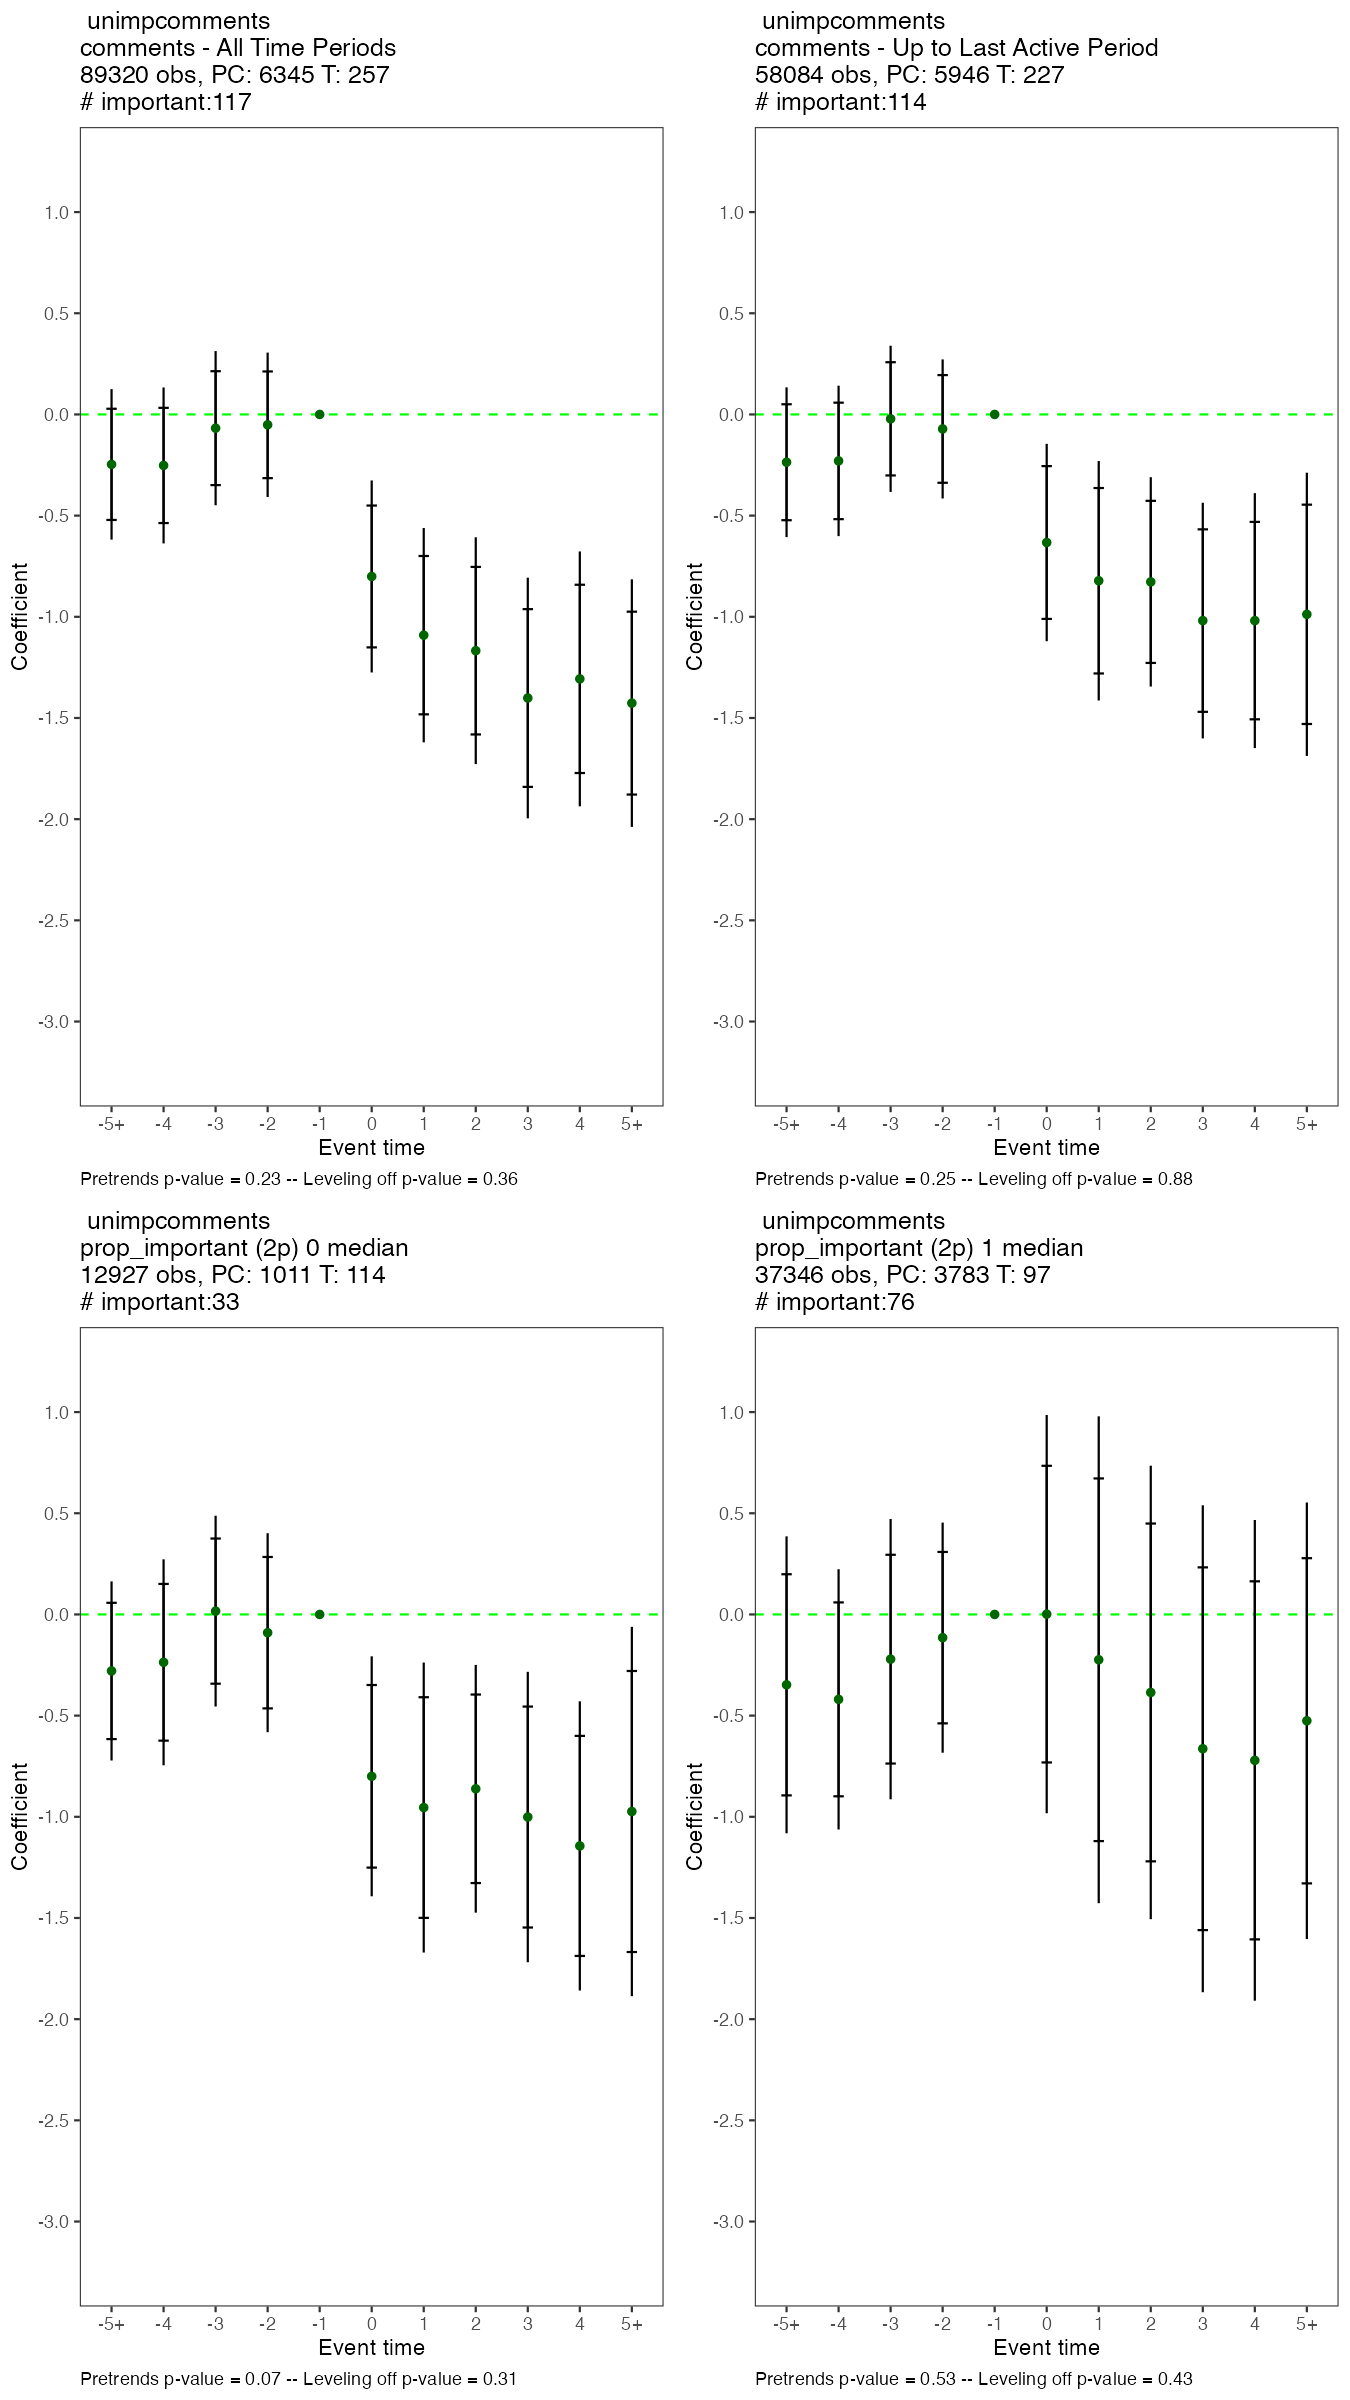 unimpcomments
comments - All Time Periods
89320 obs, PC: 6345 T: 257
# important:117
1.0
0.5
0.0
-0.5
-1.0
-1.5
-2.0
-2.5
-3.0
Coefficient
-5+ -4 -3 -2 -1 0 1 2 3 4 5+
Event time
Pretrends p-value = 0.23 -- Leveling off p-value = 0.36
unimpcomments
comments - Up to Last Active Period
58084 obs, PC: 5946 T: 227
# important:114
1.0
0.5
0.0
-0.5
-1.0
-1.5
-2.0
-2.5
-3.0
Coefficient
-5+ -4 -3 -2 -1 0 1 2 3 4 5+
Event time
Pretrends p-value = 0.25 -- Leveling off p-value = 0.88
unimpcomments
prop_important (2p) 0 median
12927 obs, PC: 1011 T: 114
# important:33
1.0
0.5
0.0
-0.5
-1.0
-1.5
-2.0
-2.5
-3.0
Coefficient
-5+ -4 -3 -2 -1 0 1 2 3 4 5+
Event time
Pretrends p-value = 0.07 -- Leveling off p-value = 0.31
unimpcomments
prop_important (2p) 1 median
37346 obs, PC: 3783 T: 97
# important:76
1.0
0.5
0.0
-0.5
-1.0
-1.5
-2.0
-2.5
-3.0
Coefficient
-5+ -4 -3 -2 -1 0 1 2 3 4 5+
Event time
Pretrends p-value = 0.53 -- Leveling off p-value = 0.43